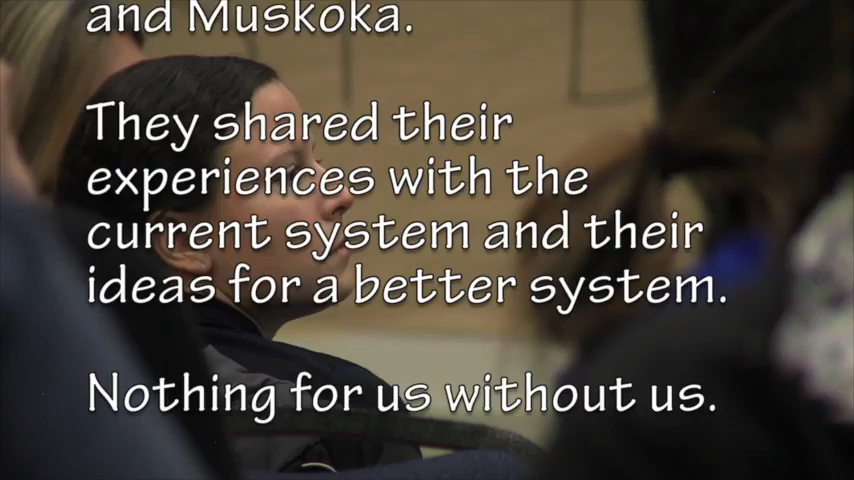 and Muskoka.
They shared their
experiences with the
current system and their
ideas for a better system.
Nothing for us without us.